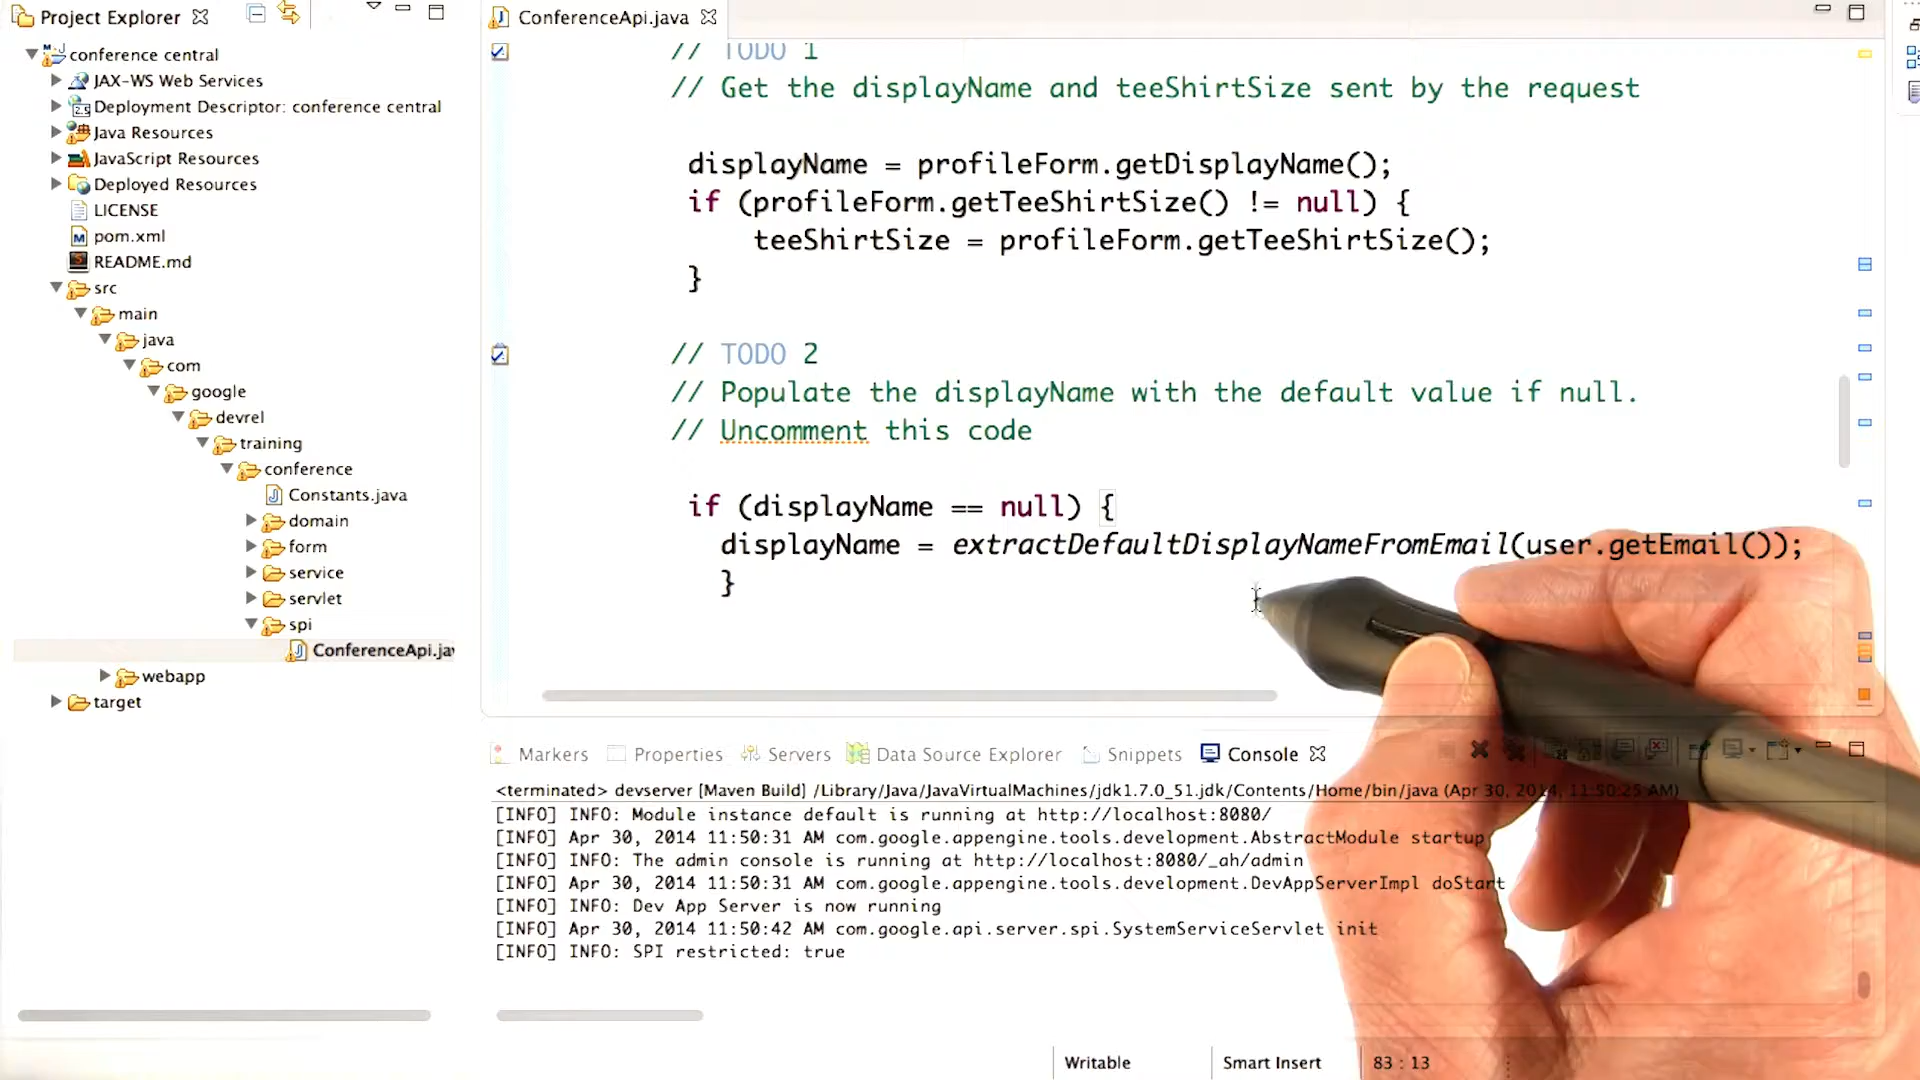 Project Explorer
conference central
JAX-WS Web Services
Deployment Descriptor: conference central
Java Resources
JavaScript Resources
Deployed Resources
LICENSE
pom.xml
README.md
src
main
java
com
google
devrel
training
conference
Constants.java
domain
form
service
servlet
spi
ConferenceApi.jav
webapp
target
ConferenceApi.java
// TODO 1
// Get the displayName and teeShirtSize sent by the request
displayName = profileForm.getDisplayName();
if (profileForm.getTeeShirtSize() != null) {
teeShirtSize = profileForm.getTeeShirtSize();
}
// TODO 2
// Populate the displayName with the default value if null.
// Uncomment this code
if (displayName == null) {
displayName = extractDefaultDisplayNameFromEmail(user.getEmail());
}
Markers Properties Servers Data Source Explorer Snippets Console
<terminated> devserver [Maven Build] /Library/Java/JavaVirtualMachines/jdk1.7.0_51.jdk/Contents/Home/bin/java (Apr 30, 2014, 11:50:25 AM)
[INFO] INFO: Module instance default is running at http://localhost:8080/
[INFO] Apr 30, 2014 11:50:31 AM com.google.appengine.tools.development.AbstractModule startup
[INFO] INFO: The admin console is running at http://localhost:8080/_ah/admin
[INFO] Apr 30, 2014 11:50:31 AM com.google.appengine.tools.development.DevAppServerImpl doStart
[INFO] INFO: Dev App Server is now running
[INFO] Apr 30, 2014 11:50:42 AM com.google.api.server.spi.SystemServiceServlet init
[INFO] INFO: SPI restricted: true
Writable Smart Insert 83 : 13